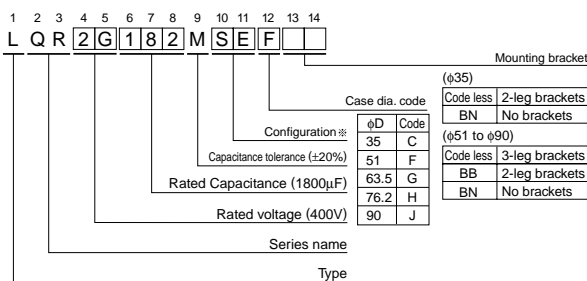 1 2 3 4 5 6 7 8 9 10 11 12 13 14
L Q R 2 G 1 8 2 M S E F
Mounting bracket
(ϕ35)
Code less 2-leg brackets
BN No brackets
(ϕ51 to ϕ90)
Code less 3-leg brackets
BB 2-leg brackets
BN No brackets
Case dia. code
ϕD Code
35 C
51 F
63.5 G
76.2 H
90 J
Configuration※
Capacitance tolerance (±20%)
Rated Capacitance (1800μF)
Rated voltage (400V)
Series name
Type